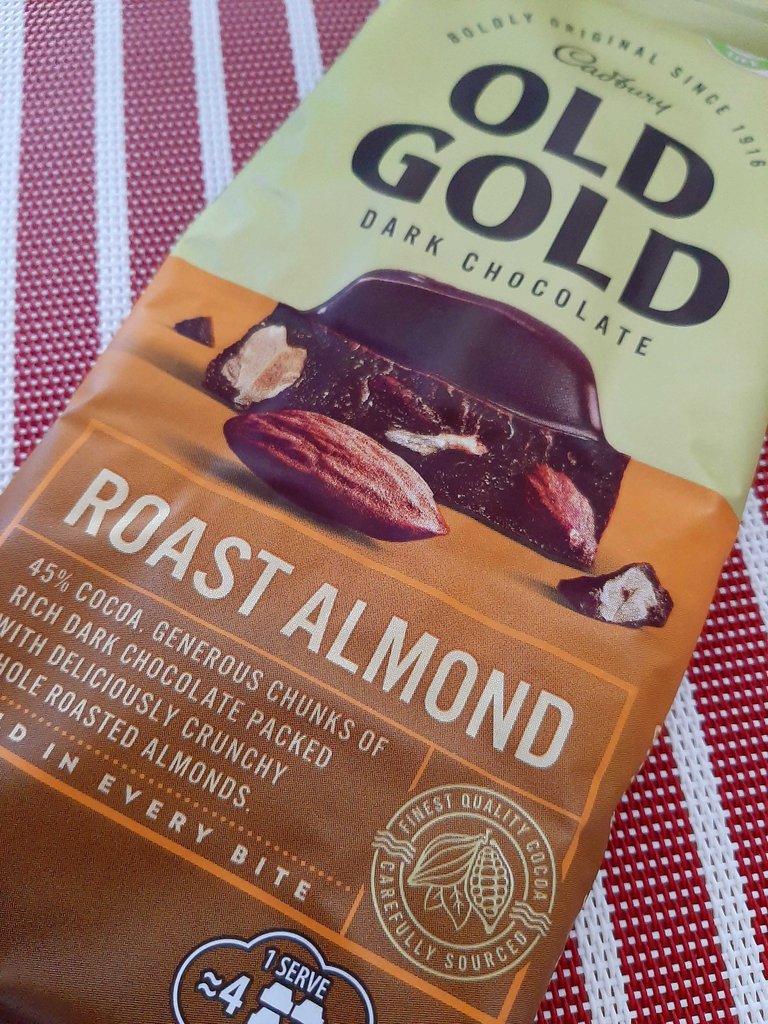 BOLDLY ORIGINAL SINCE 1916
Cadbury
OLD
GOLD
DARK CHOCOLATE
ROAST ALMOND
45% COCOA. GENEROUS CHUNKS OF
RICH DARK CHOCOLATE PACKED
WITH DELICIOUSLY CRUNCHY
ROASTED ALMONDS.
IN EVERY BITE
FINEST QUALITY COCOA
CAREFULLY SOURCED
1 SERVE
≈4